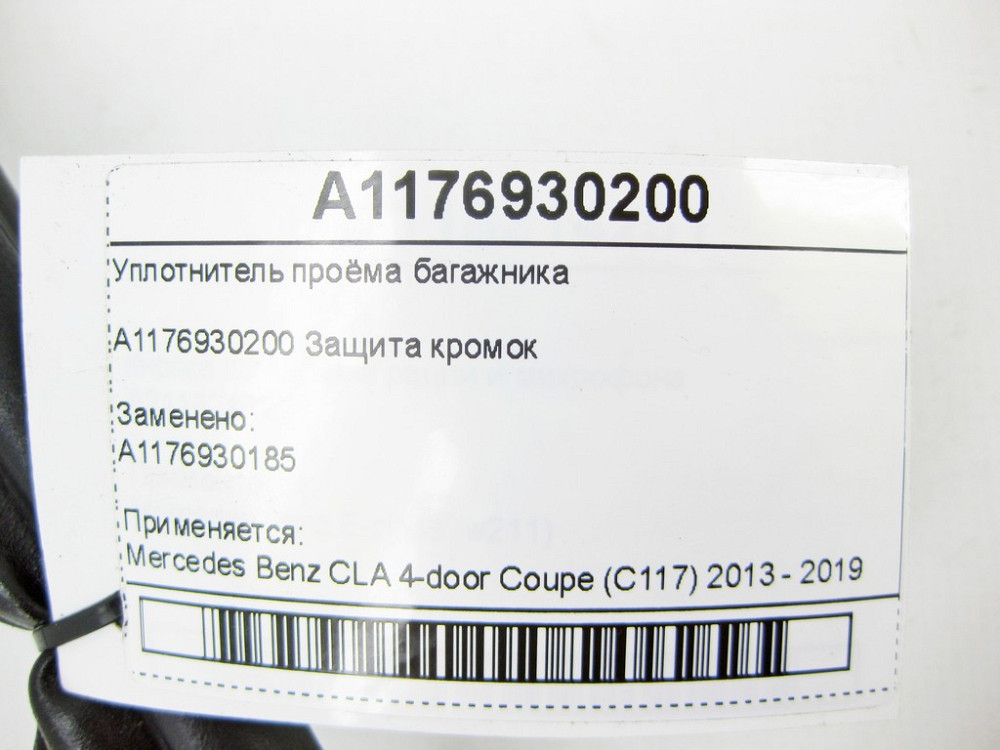 A1176930200
Уплотнитель проёма багажника
A1176930200 Защита кромок
Заменено:
A1176930185
Применяется:
Mercedes Benz CLA 4-door Coupe (C117) 2013 - 2019